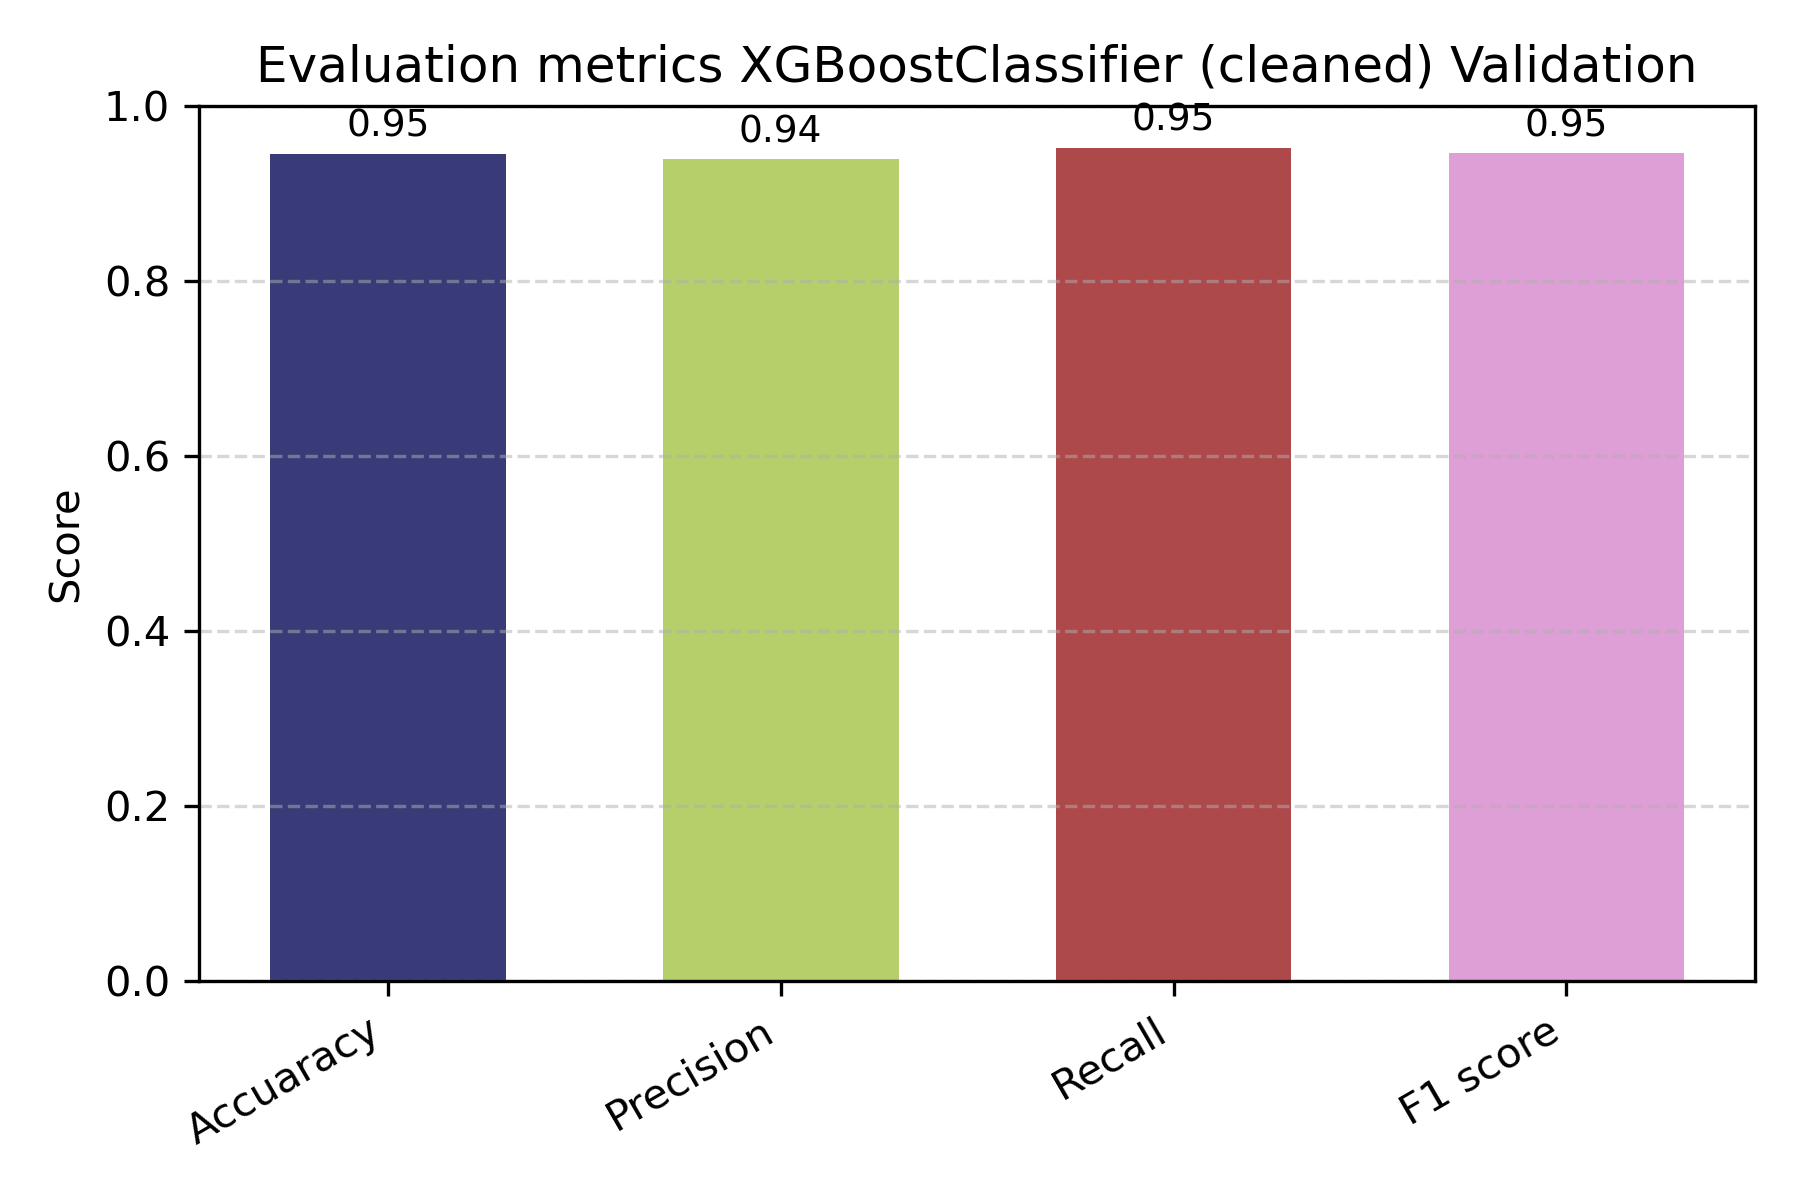 Evaluation metrics XGBoostClassifier (cleaned) Validation
1.0
0.8
0.6
0.4
0.2
0.0
Score
0.95
0.94
0.95
0.95
Accuaracy
Precision
Recall
F1 score